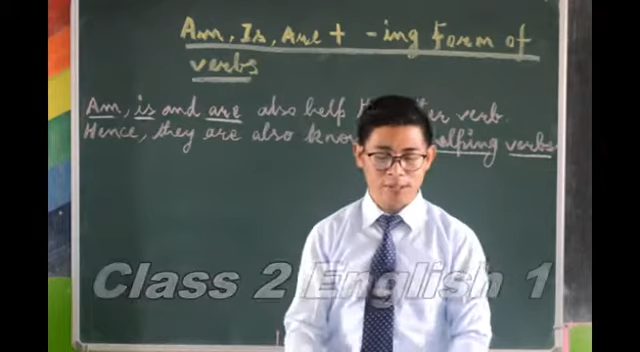 Am, Is, Are + -ing Form of
verbs
Am, is and are also help verb.
Hence, they are also verbs
Class 2 English 1